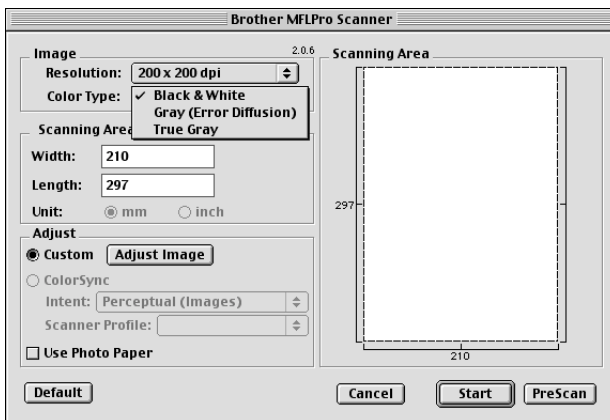 Brother MFLPro Scanner
Image
2.0.6
Resolution: 200 x 200 dpi
Color Type: ✓ Black & White
Gray (Error Diffusion)
True Gray
Scanning Area
Width: 210
Length: 297
Unit: mm inch
Adjust
Custom Adjust Image
ColorSync
Intent: Perceptual (Images)
Scanner Profile:
Use Photo Paper
Scanning Area
297
210
Default
Cancel
Start
PreScan